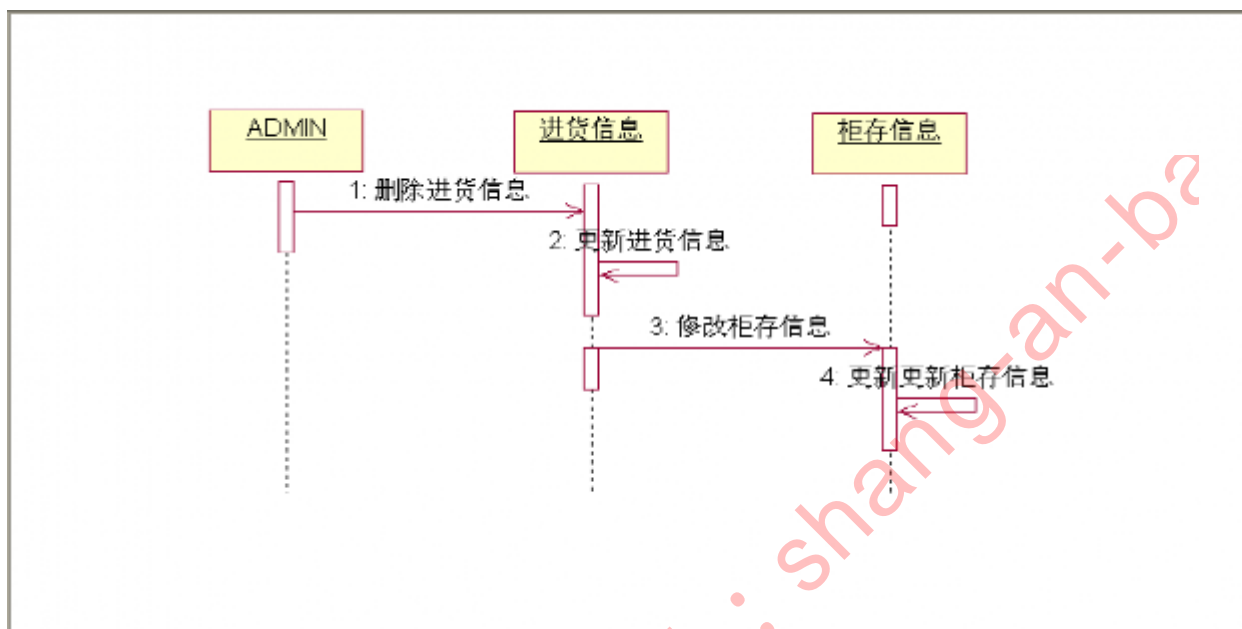 ADMIN
进货信息
柜存信息
1: 删除进货信息
2: 更新进货信息
3: 修改柜存信息
4: 更新更新柜存信息
shang-an-ba